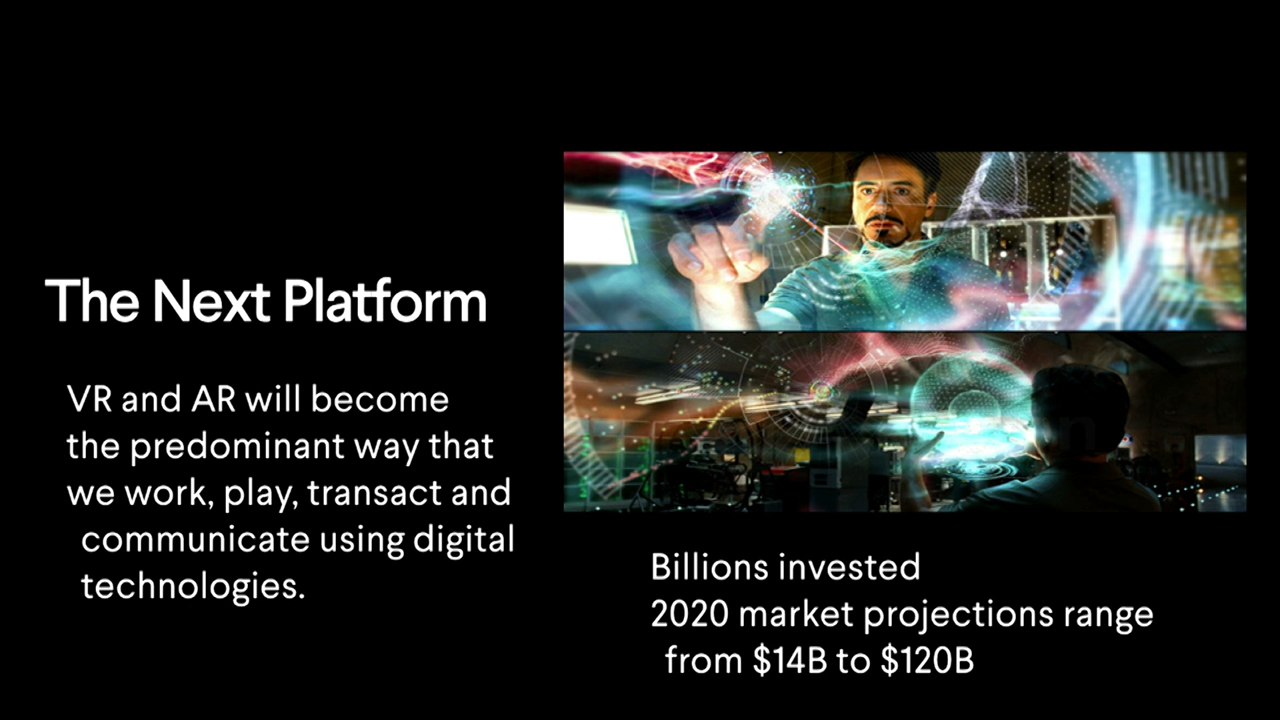 The Next Platform
VR and AR will become
the predominant way that
we work, play, transact and
communicate using digital
technologies.
Billions invested
2020 market projections range
from $14B to $120B